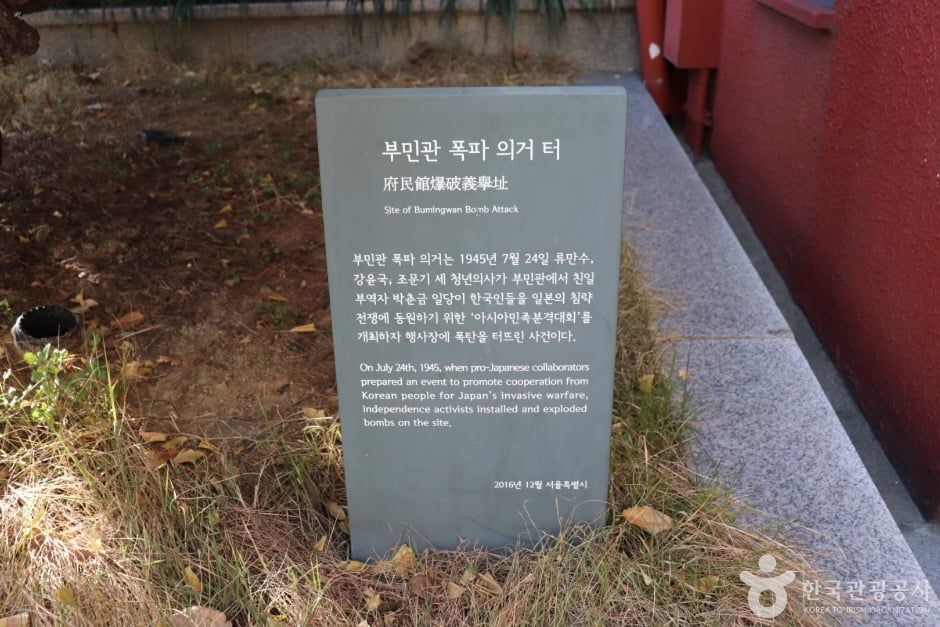 부민관 폭파 의거 터
府民館爆破義擧址
Site of Bumingwan Bomb Attack
부민관 폭파 의거는 1945년 7월 24일 류만수,
강윤국, 조문기 세 청년의사가 부민관에서 친일
부역자 박춘금 일당이 한국인들을 일본의 침략
전쟁에 동원하기 위한 '아시아민족분격대회'를
개최하자 행사장에 폭탄을 터뜨린 사건이다.
On July 24th, 1945, when pro-Japanese collaborators
prepared an event to promote cooperation from
Korean people for Japan's invasive warfare,
independence activists installed and exploded
bombs on the site.
2016년 12월 서울특별시
한국관광공사
KOREA TOURISM ORGANIZATION